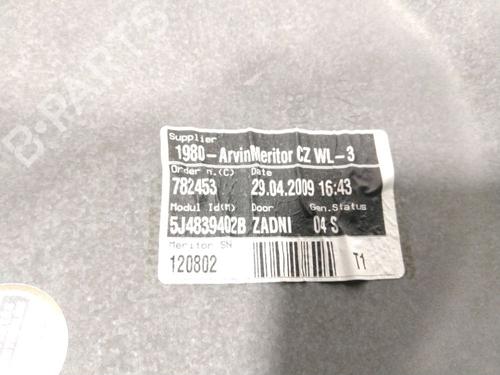 B-PARTS
Supplier
1980-ArvinMeritor CZ WL-3
Order n.(C) Date
782453 29.04.2009 16:43
Modul Id(M) Door Gen.Status
5J4839402B ZADNI 04 S
Meritor SN
120802 T1